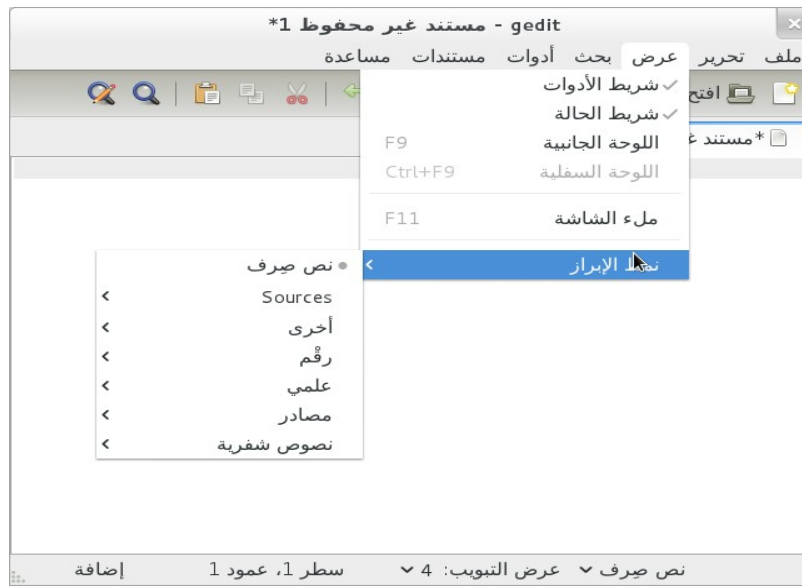 *مستند غير محفوظ 1 - gedit
ملف تحرير عرض بحث أدوات مستندات مساعدة
افتح
*مستند غ
شريط الأدوات
شريط الحالة
اللوحة الجانبية F9
اللوحة السفلية Ctrl+F9
ملء الشاشة F11
نمط الإبراز
نص صِرف
Sources
أخرى
رقْم
علمي
مصادر
نصوص شفرية
نص صِرف عرض التبويب: 4 سطر 1، عمود 1 إضافة